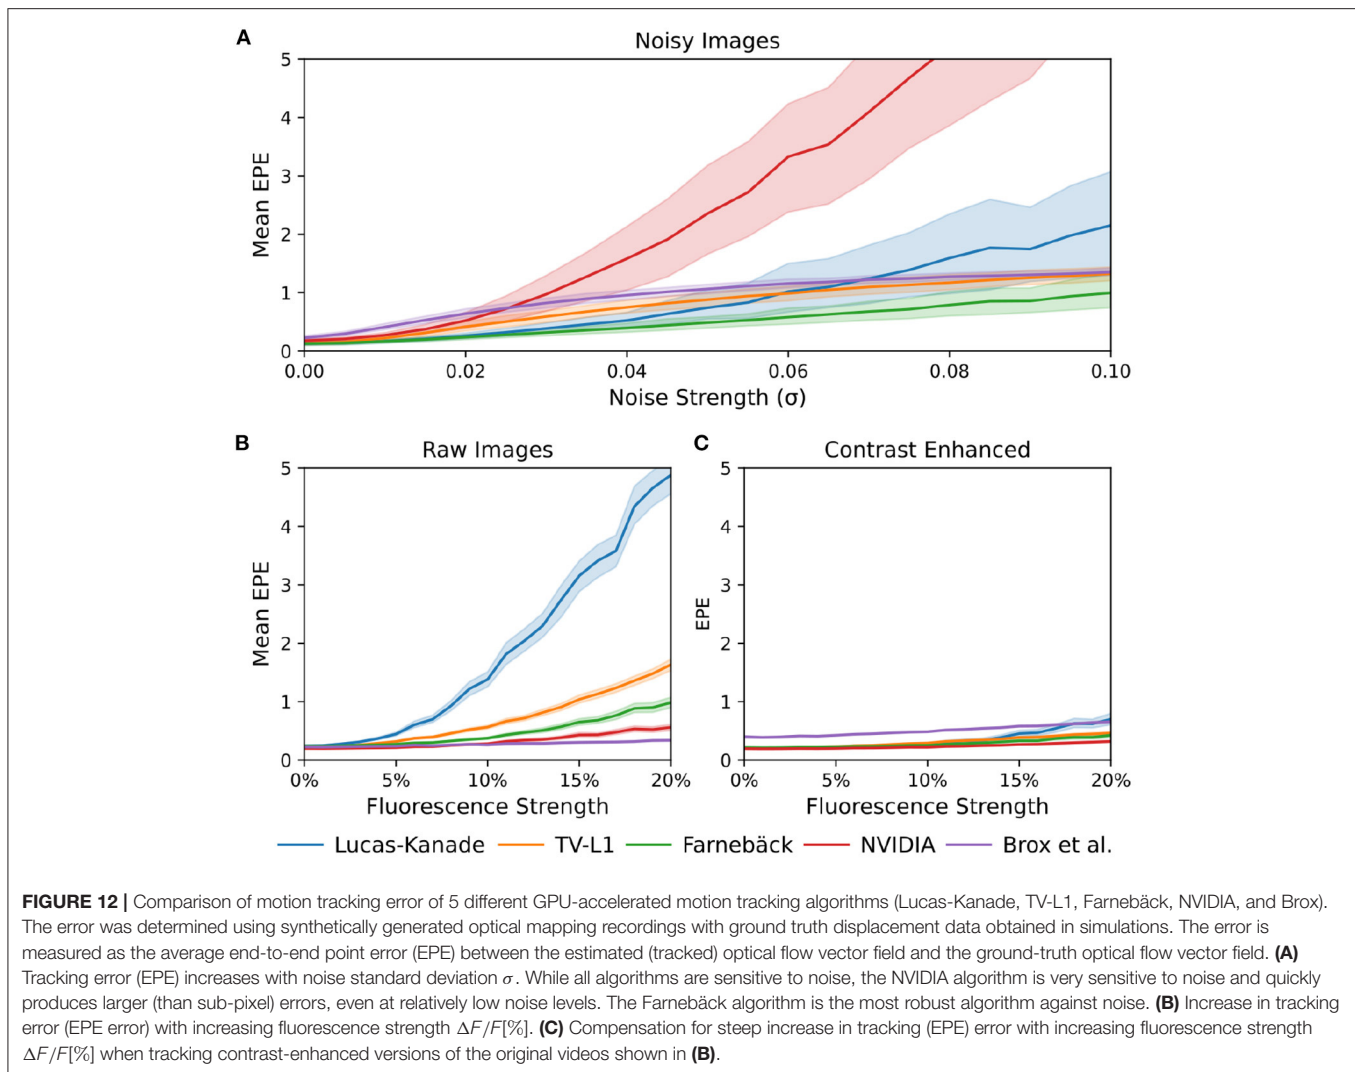 A
Noisy Images
5
4
3
2
1
0
Mean EPE
0.00 0.02 0.04 0.06 0.08 0.10
Noise Strength (σ)
B
Raw Images
5
4
3
2
1
0
Mean EPE
0% 5% 10% 15% 20%
Fluorescence Strength
C
Contrast Enhanced
5
4
3
2
1
0
EPE
0% 5% 10% 15% 20%
Fluorescence Strength
Lucas-Kanade TV-L1 Farnebäck NVIDIA Brox et al.
FIGURE 12 | Comparison of motion tracking error of 5 different GPU-accelerated motion tracking algorithms (Lucas-Kanade, TV-L1, Farnebäck, NVIDIA, and Brox).
The error was determined using synthetically generated optical mapping recordings with ground truth displacement data obtained in simulations. The error is
measured as the average end-to-end point error (EPE) between the estimated (tracked) optical flow vector field and the ground-truth optical flow vector field. (A)
Tracking error (EPE) increases with noise standard deviation σ. While all algorithms are sensitive to noise, the NVIDIA algorithm is very sensitive to noise and quickly
produces larger (than sub-pixel) errors, even at relatively low noise levels. The Farnebäck algorithm is the most robust algorithm against noise. (B) Increase in tracking
error (EPE error) with increasing fluorescence strength ΔF/F[%]. (C) Compensation for steep increase in tracking (EPE) error with increasing fluorescence strength
ΔF/F[%] when tracking contrast-enhanced versions of the original videos shown in (B).